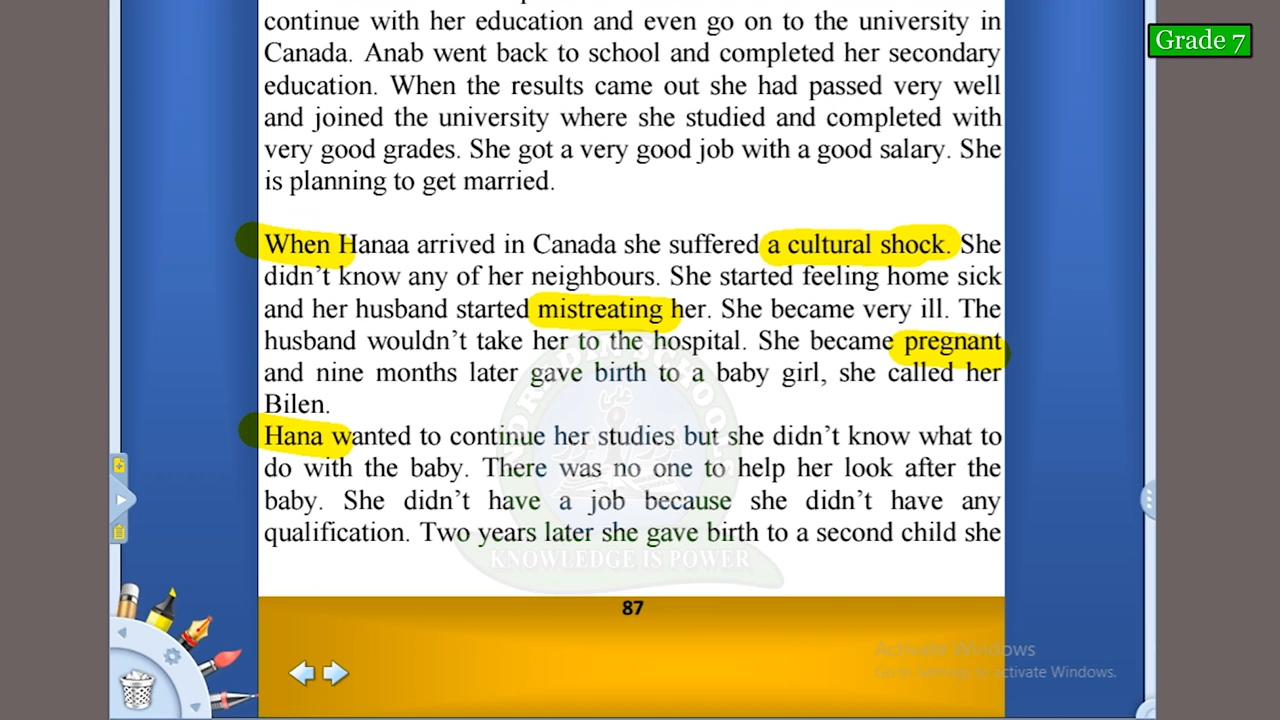 continue with her education and even go on to the university in
Grade 7
Canada. Anab went back to school and completed her secondary
education. When the results came out she had passed very well
and joined the university where she studied and completed with
very good grades. She got a very good job with a good salary. She
is planning to get married.
When Hanaa arrived in Canada she suffered a cultural shock. She
didn't know any of her neighbours. She started feeling home sick
and her husband started mistreating her. She became very ill. The
husband wouldn't take her to the hospital. She became pregnant
and nine months later gave birth to a baby girl, she called her
Bilen.
Hana wanted to continue her studies but she didn't know what to
do with the baby. There was no one to help her look after the
baby. She didn't have a job because she didn't have any
qualification. Two years later she gave birth to a second child she
KNOWLEDGE IS POWER
87
Activate Windows
Go to Settings to activate Windows.